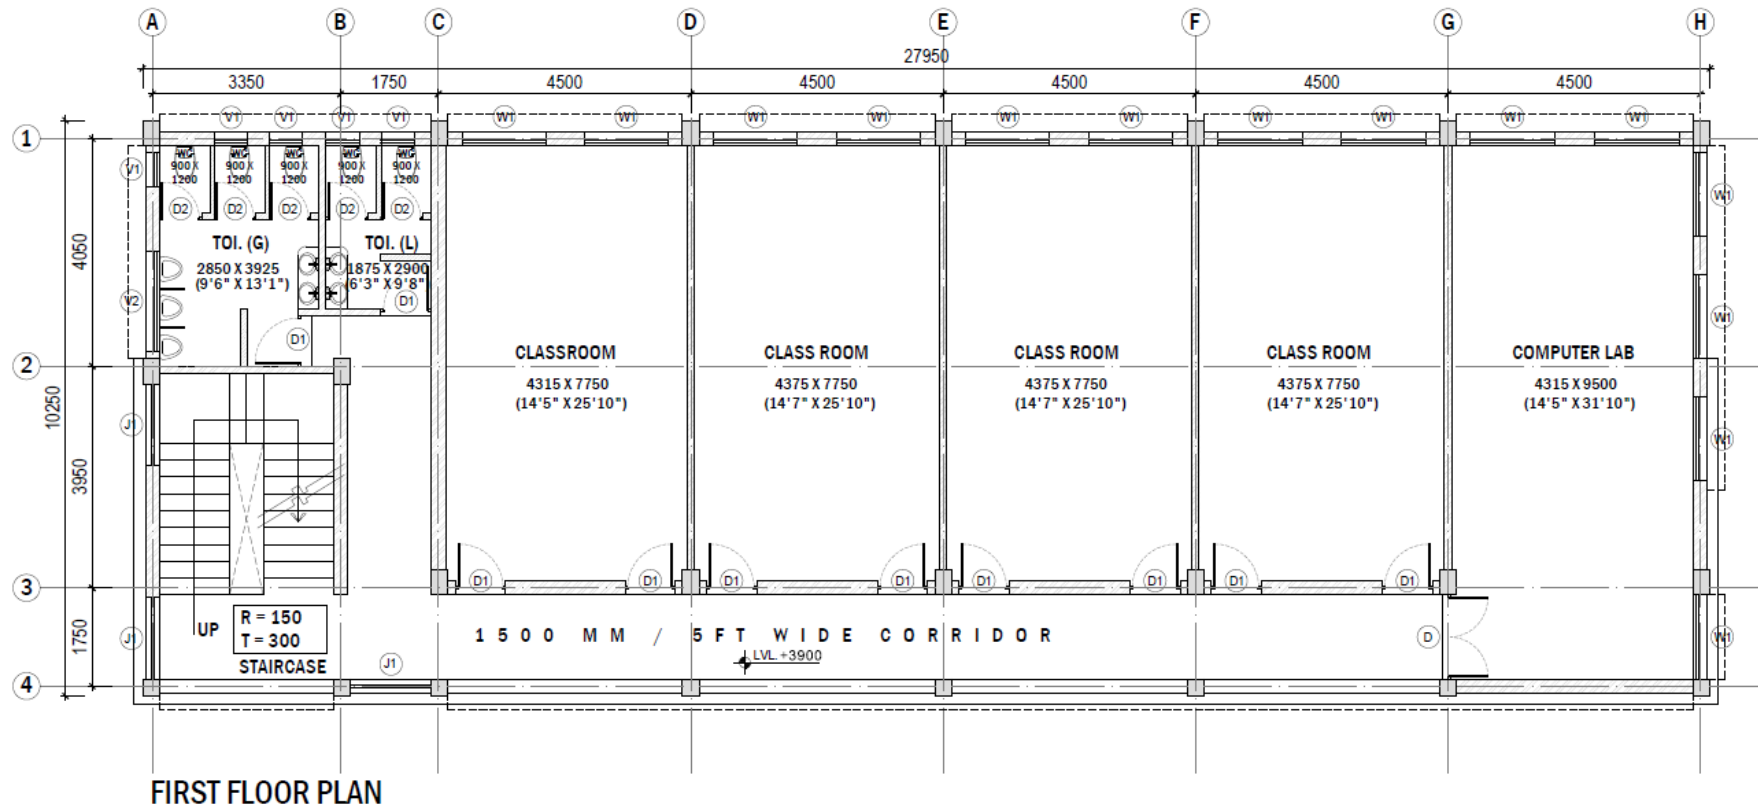 A B C D E F G H
27950
3350 1750 4500 4500 4500 4500 4500
V1 V1 V1 V1 W1 W1 W1 W1 W1 W1 W1 W1 W1 W1
1
WC WC WC WC WC
900 X 900 X 900 X 900 X 900 X
1200 1200 1200 1200 1200
V1
W1
D2 D2 D2 D2 D2
4050
TOI. (G) TOI. (L)
2850 X 3925 1875 X 2900
(9'6" X 13'1") (6'3" X 9'8")
V2 D1 W1
D1
2
CLASSROOM CLASS ROOM CLASS ROOM CLASS ROOM COMPUTER LAB
4315 X 7750 4375 X 7750 4375 X 7750 4375 X 7750 4315 X 9500
(14'5" X 25'10") (14'7" X 25'10") (14'7" X 25'10") (14'7" X 25'10") (14'5" X 31'10")
10250
J1 W1
3950
D1 D1 D1 D1 D1 D1 D1 D1
3
1750
J1 UP R = 150
T = 300
STAIRCASE
1500 MM / 5FT WIDE CORRIDOR
D W1
LVL. +3900
J1
4
FIRST FLOOR PLAN